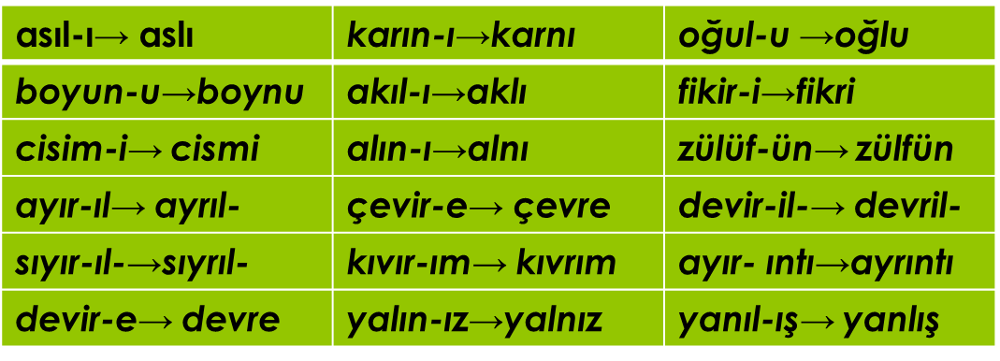 asıl-ı→ aslı karın-ı→karnı oğul-u →oğlu
boyun-u→boynu akıl-ı→aklı fikir-i→fikri
cisim-i→ cismi alın-ı→alnı zülüf-ün→ zülfün
ayır-ıl→ ayrıl- çevir-e→ çevre devir-il-→ devril-
sıyır-ıl-→sıyrıl- kıvır-ım→ kıvrım ayır- ıntı→ayrıntı
devir-e→ devre yalın-ız→yalnız yanıl-ış→ yanlış